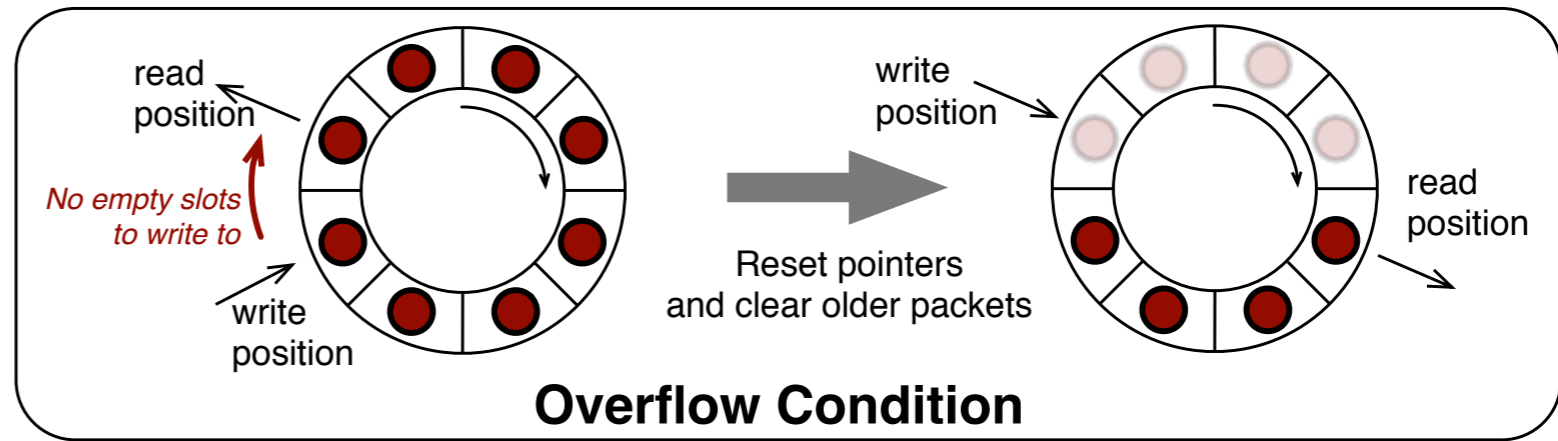 read
position
No empty slots
to write to
write
position
Reset pointers
and clear older packets
write
position
read
position
Overflow Condition